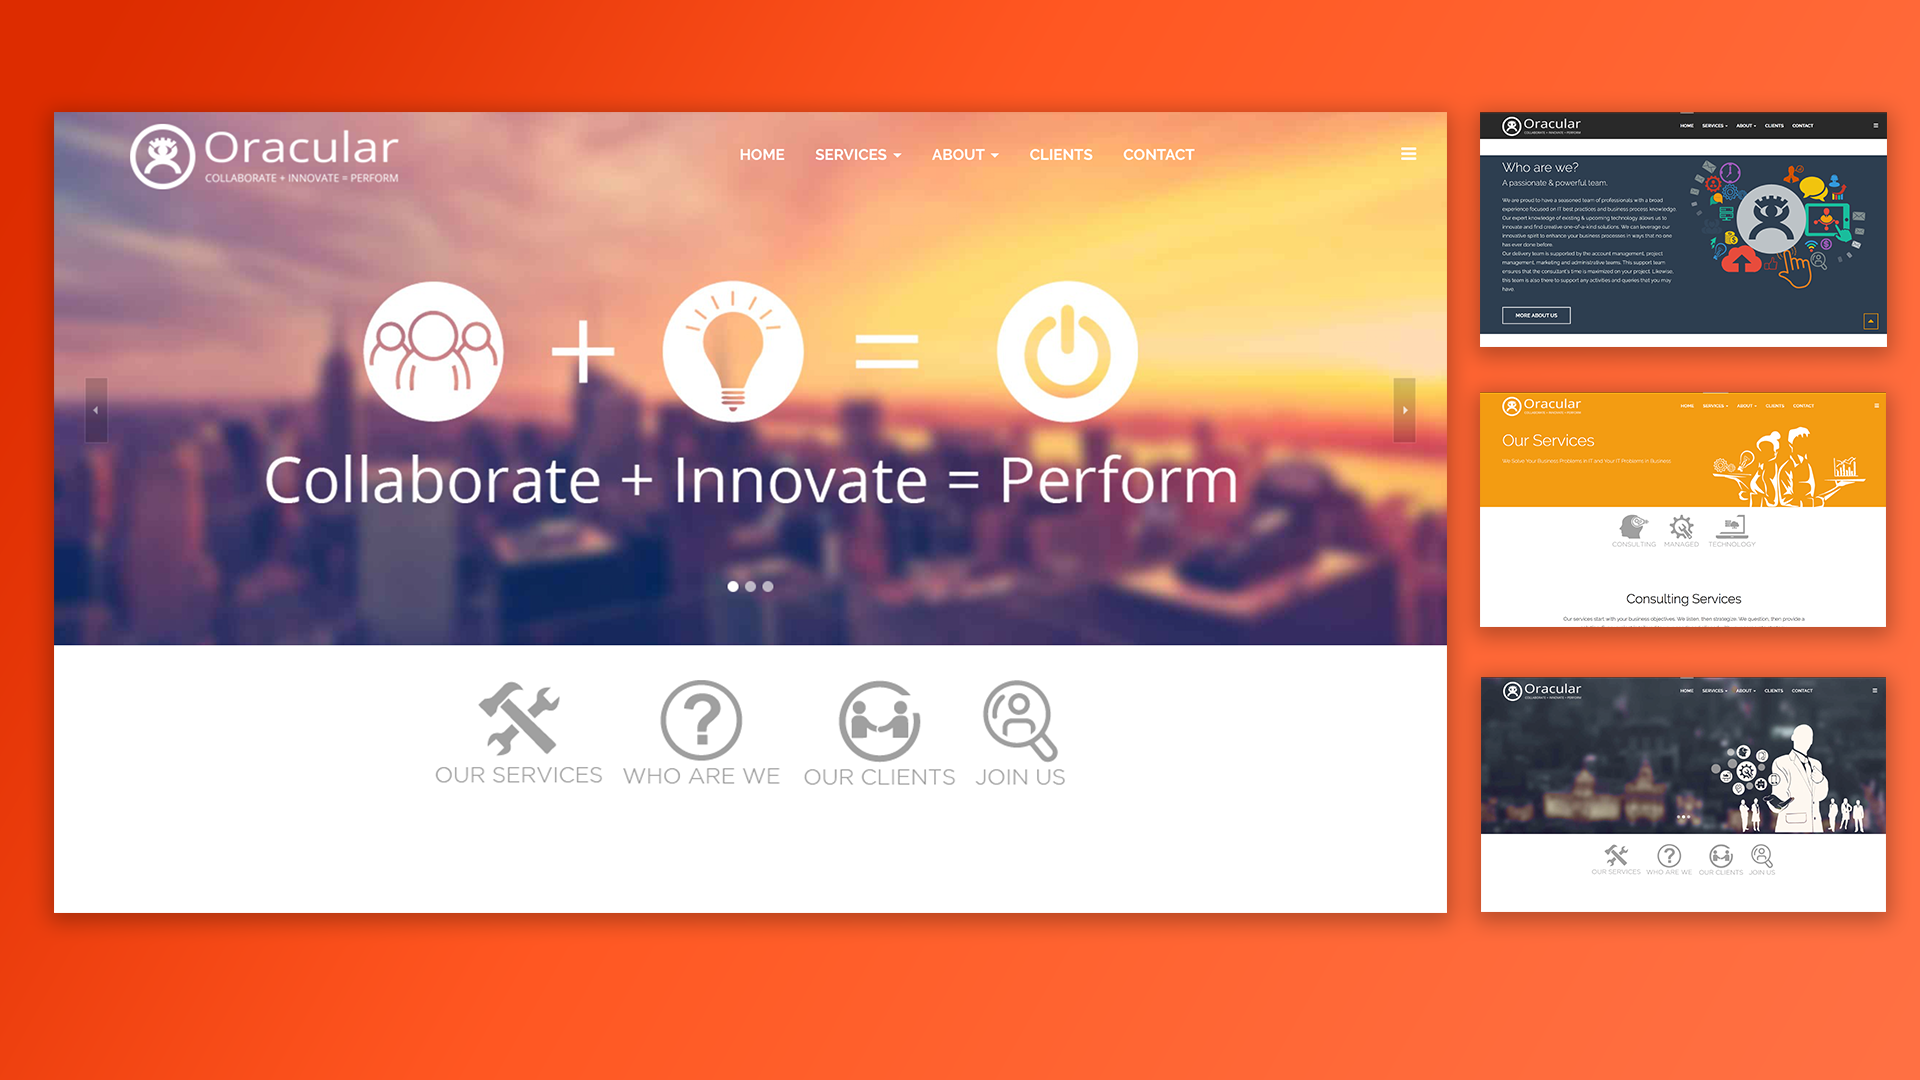 Oracular
COLLABORATE + INNOVATE = PERFORM
HOME SERVICES ABOUT CLIENTS CONTACT
Collaborate + Innovate = Perform
OUR SERVICES WHO ARE WE OUR CLIENTS JOIN US
Oracular
COLLABORATE + INNOVATE = PERFORM
HOME SERVICES ABOUT CLIENTS CONTACT
Who are we?
A passionate & powerful team.
We are proud to have a seasoned team of professionals with a broad
experience focused on IT best practices and business process knowledge.
Our expert knowledge of existing & upcoming technology allows us to
innovate and find creative one-of-a-kind solutions. We can leverage our
innovative spirit to enhance your business processes in ways that no one
has ever done before.
Our delivery team is supported by the account management, project
management, marketing and administrative teams. This support team
ensures that the consultant's time is maximized on your project. Likewise,
this team is also there to support any activities and queries that you may
have.
MORE ABOUT US
Oracular
COLLABORATE + INNOVATE = PERFORM
HOME SERVICES ABOUT CLIENTS CONTACT
Our Services
We Solve Your Business Problems in IT and Your IT Problems in Business
CONSULTING MANAGED TECHNOLOGY
Consulting Services
Our services start with your business objectives. We listen, then strategize. We question, then provide a
Oracular
COLLABORATE + INNOVATE = PERFORM
HOME SERVICES ABOUT CLIENTS CONTACT
OUR SERVICES WHO ARE WE OUR CLIENTS JOIN US